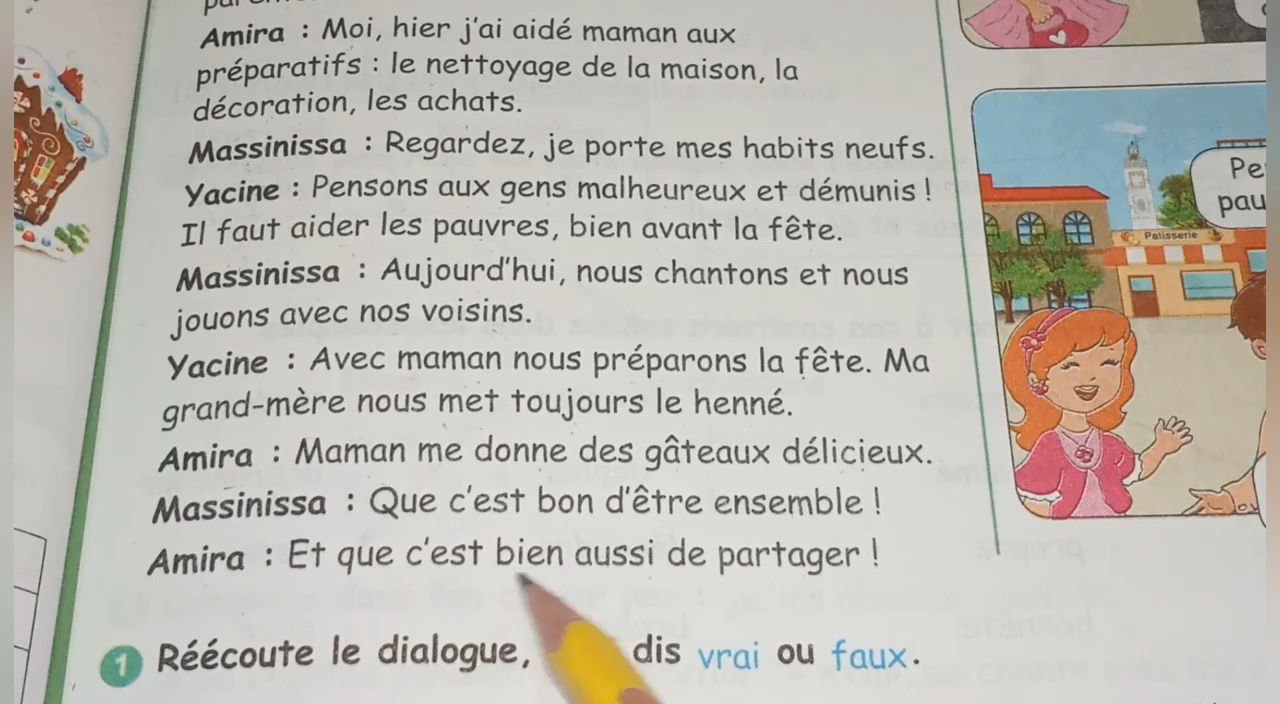 Amira : Moi, hier j'ai aidé maman aux
préparatifs : le nettoyage de la maison, la
décoration, les achats.
Massinissa : Regardez, je porte mes habits neufs.
Yacine : Pensons aux gens malheureux et démunis !
Il faut aider les pauvres, bien avant la fête.
Massinissa : Aujourd'hui, nous chantons et nous
jouons avec nos voisins.
Yacine : Avec maman nous préparons la fête. Ma
grand-mère nous met toujours le henné.
Amira : Maman me donne des gâteaux délicieux.
Massinissa : Que c'est bon d'être ensemble !
Amira : Et que c'est bien aussi de partager !
1 Réécoute le dialogue, dis vrai ou faux.
Pe
pau
Patisserie